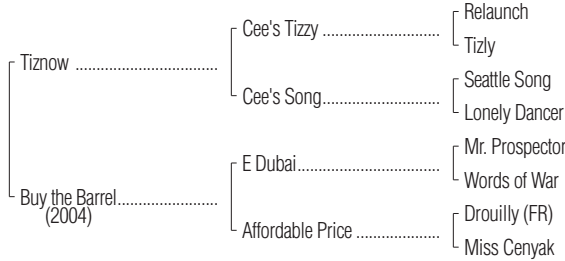 Relaunch
Cee's Tizzy ..............................
Tizly
Tiznow .....................................
Seattle Song
Cee's Song..............................
Lonely Dancer
Mr. Prospector
E Dubai.....................................
Words of War
Buy the Barrel..........................
(2004)
Drouilly (FR)
Affordable Price .....................
Miss Cenyak